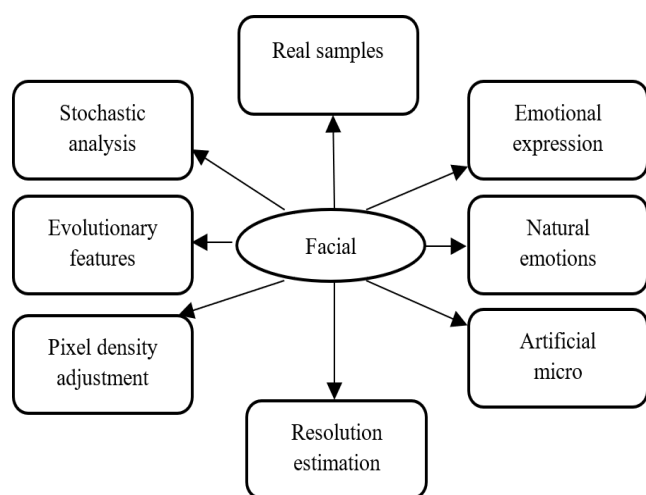 Real samples
Stochastic
analysis
Emotional
expression
Evolutionary
features
Facial
Natural
emotions
Pixel density
adjustment
Artificial
micro
Resolution
estimation